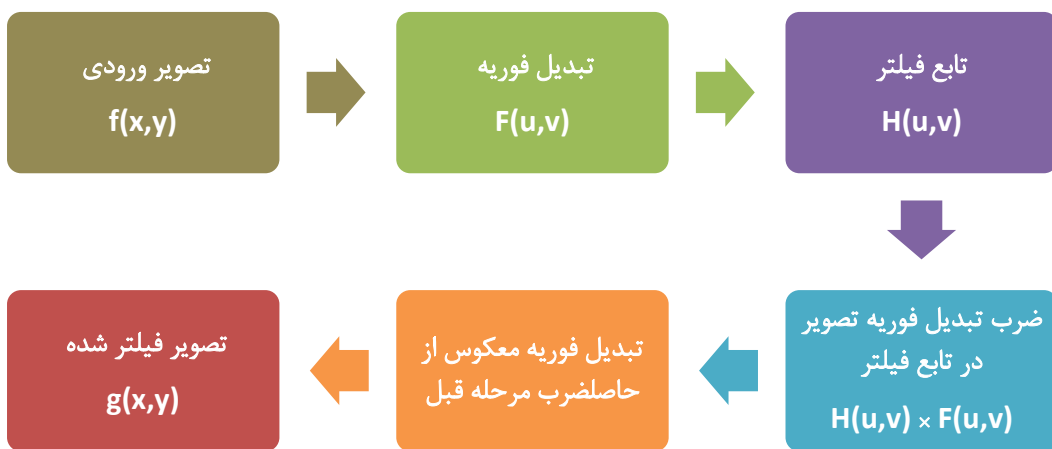 تصویر ورودی
f(x,y)
تبدیل فوریه
F(u,v)
تابع فیلتر
H(u,v)
ضرب تبدیل فوریه تصویر
در تابع فیلتر
H(u,v) × F(u,v)
تبدیل فوریه معکوس از
حاصلضرب مرحله قبل
تصویر فیلتر شده
g(x,y)